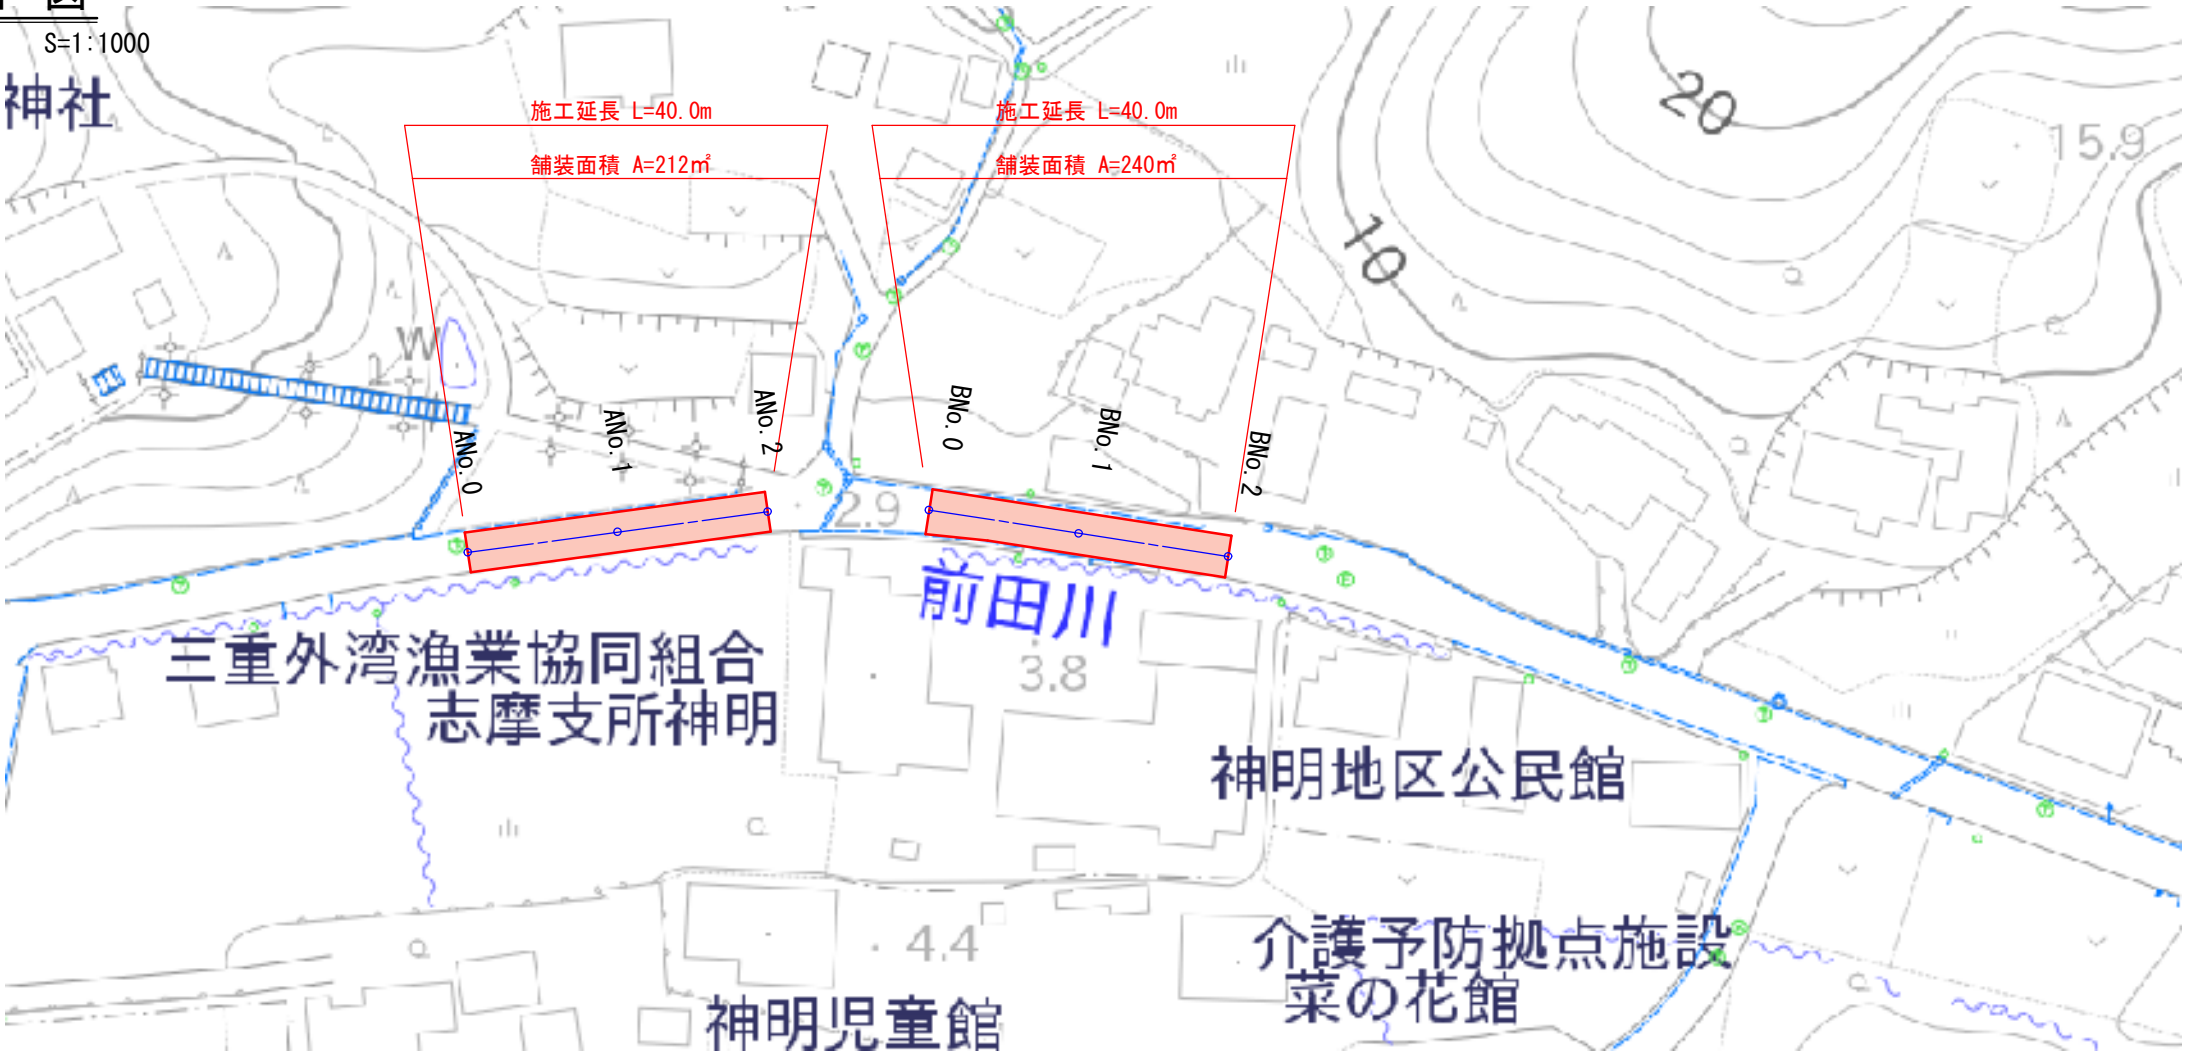 S=1:1000
神社
施工延長 L=40.0m
施工延長 L=40.0m
舗装面積 A=212㎡
舗装面積 A=240㎡
20
15.9
10
W
ANo.0
ANo.1
ANo.2
BNo.0
BNo.1
BNo.2
2.9
前田川
三重外湾漁業協同組合
志摩支所神明
3.8
神明地区公民館
4.4
介護予防拠点施設
菜の花館
神明児童館